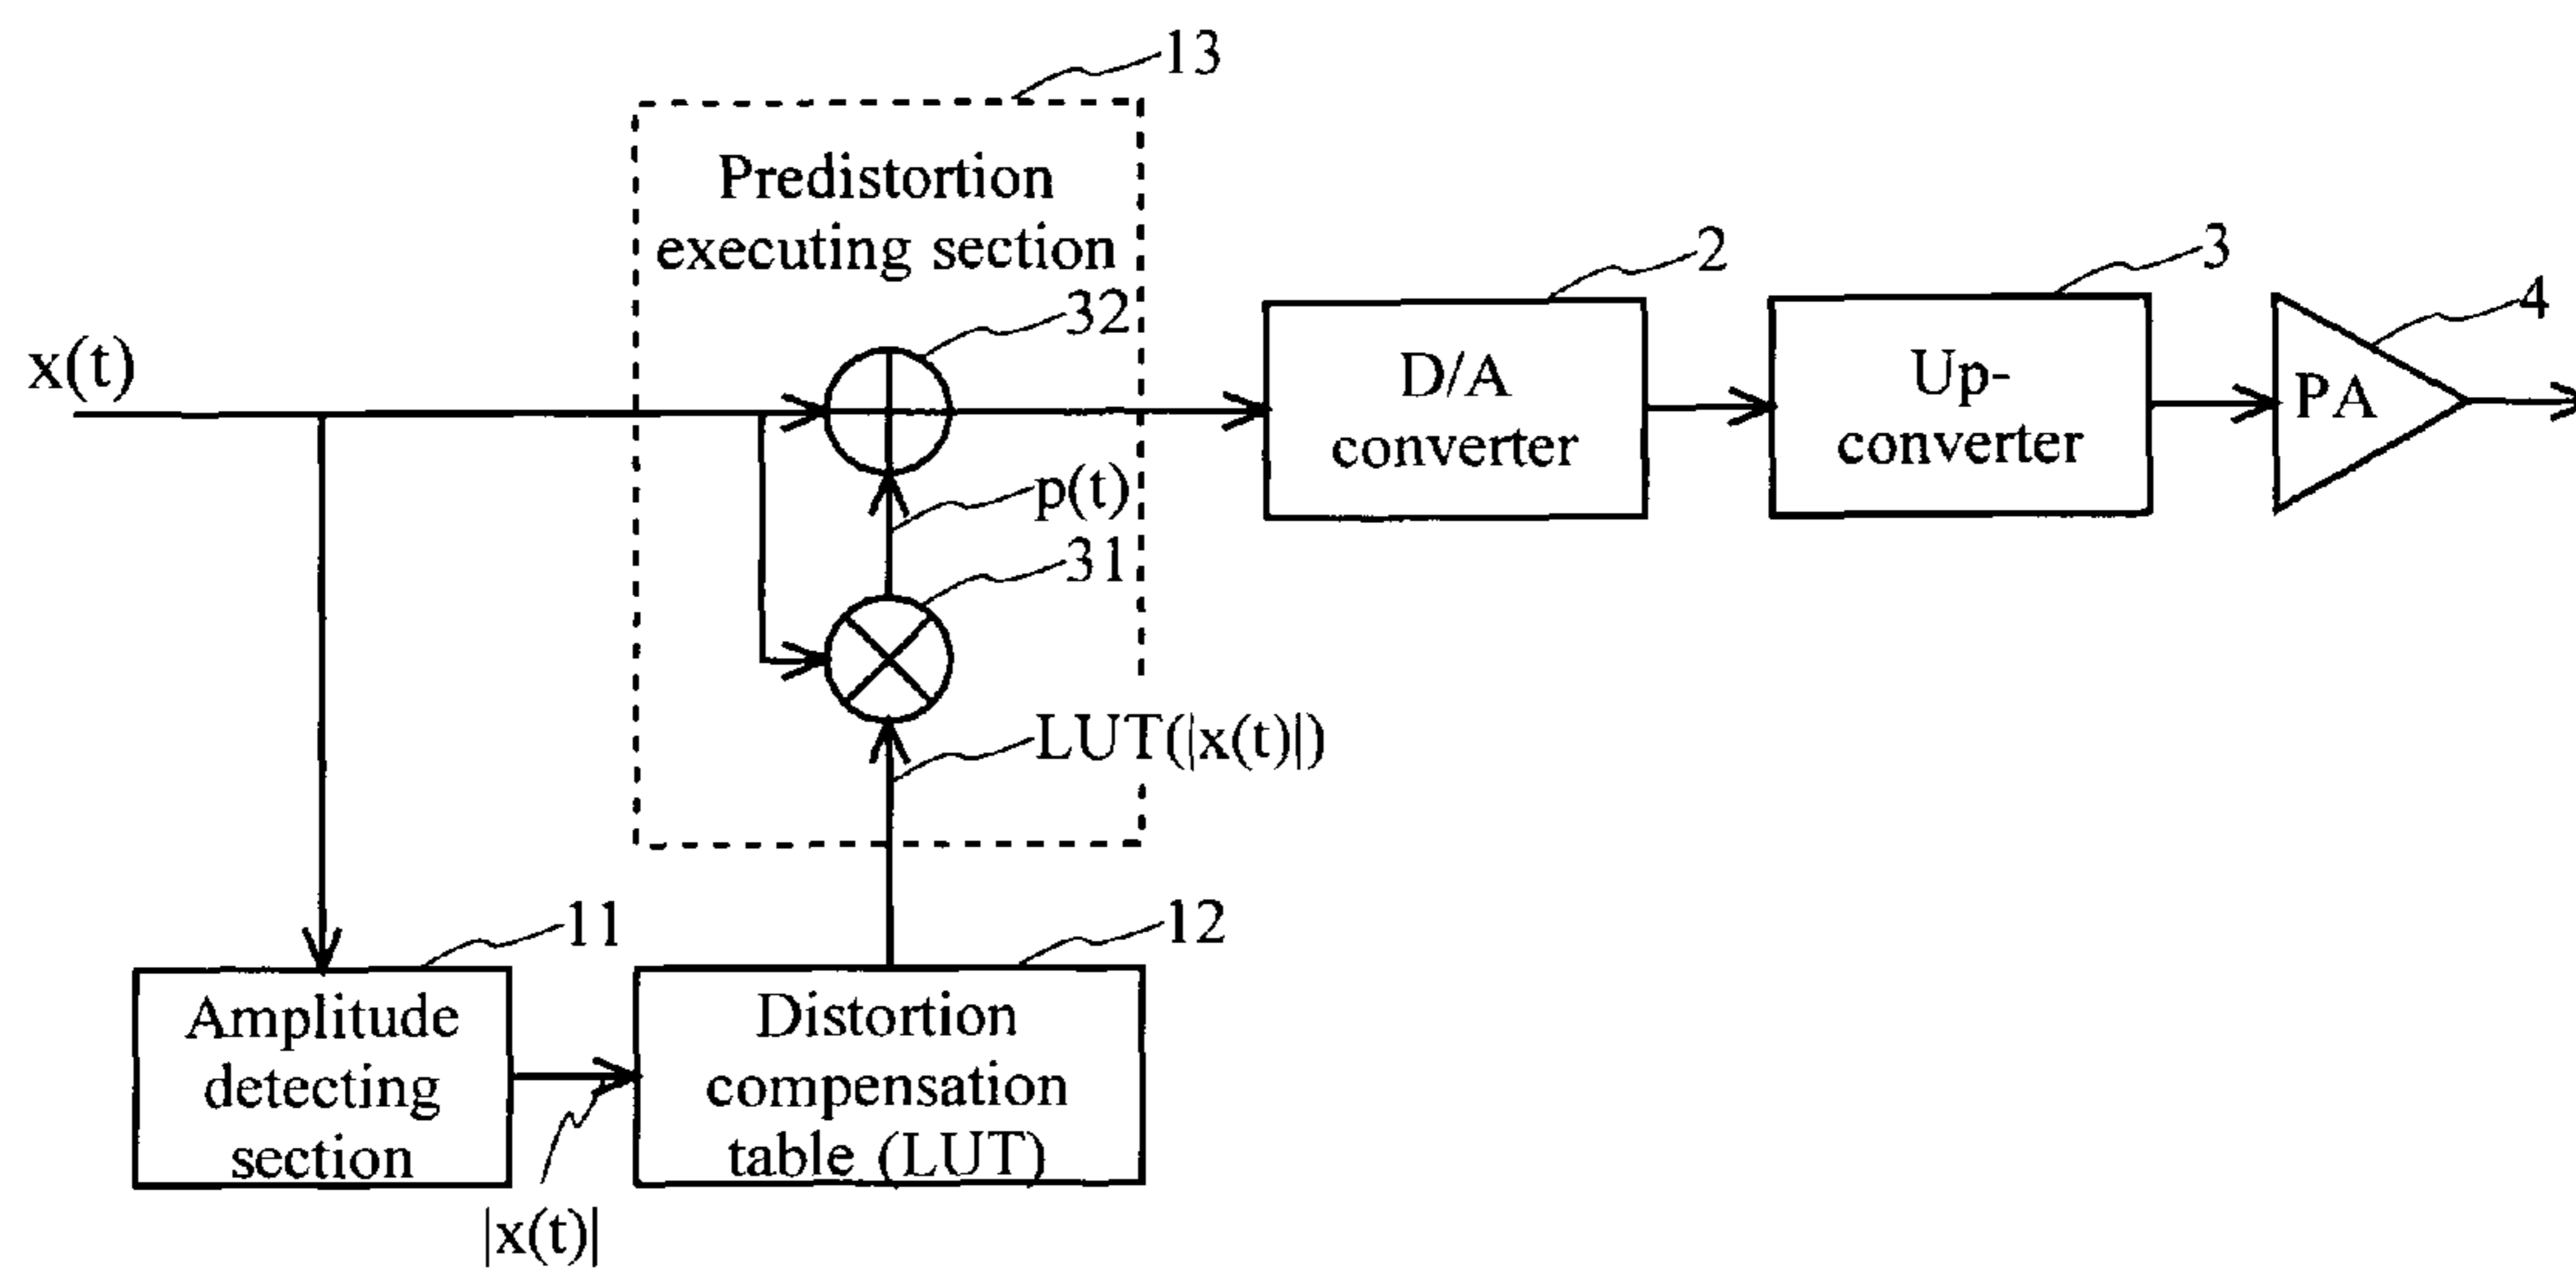 13
Predistortion
executing section
2
3
4
32
x(t)
D/A
converter
Up-
converter
PA
p(t)
31
LUT(|x(t)|)
11
12
Amplitude
detecting
section
Distortion
compensation
table (LUT)
|x(t)|